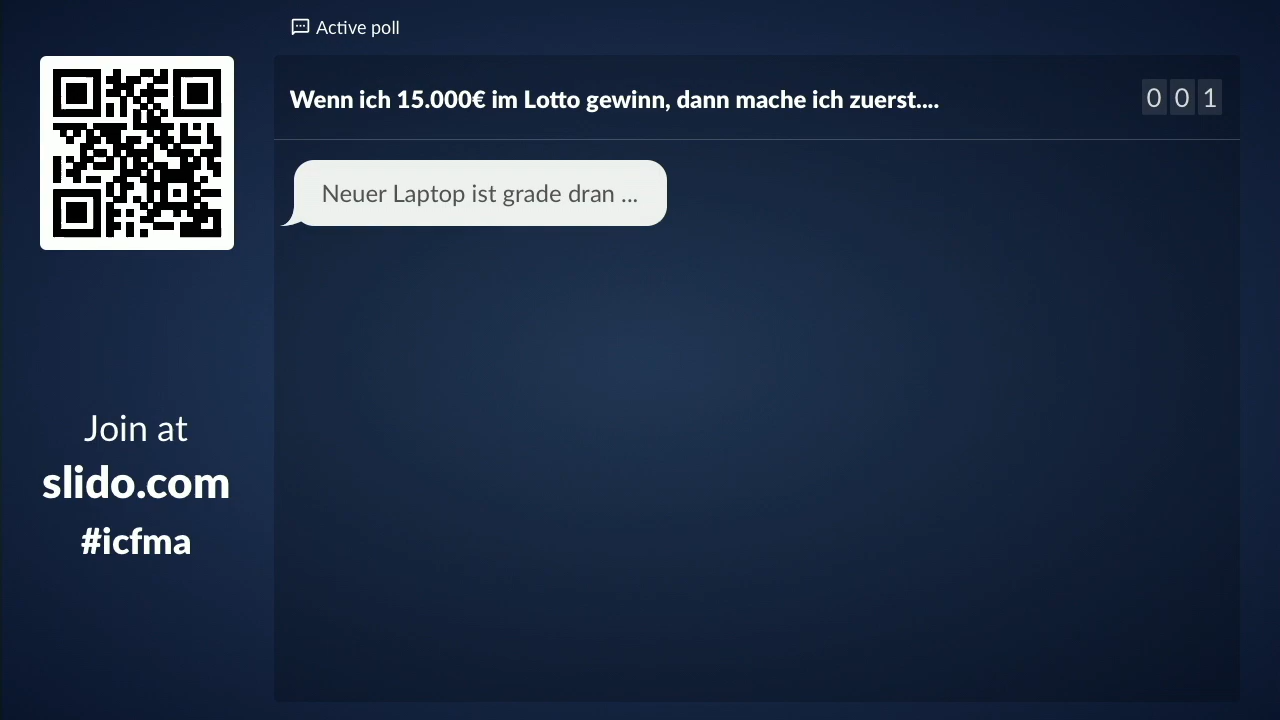 Active poll
Wenn ich 15.000€ im Lotto gewinn, dann mache ich zuerst....
001
Neuer Laptop ist grade dran ...
Join at
slido.com
#icfma